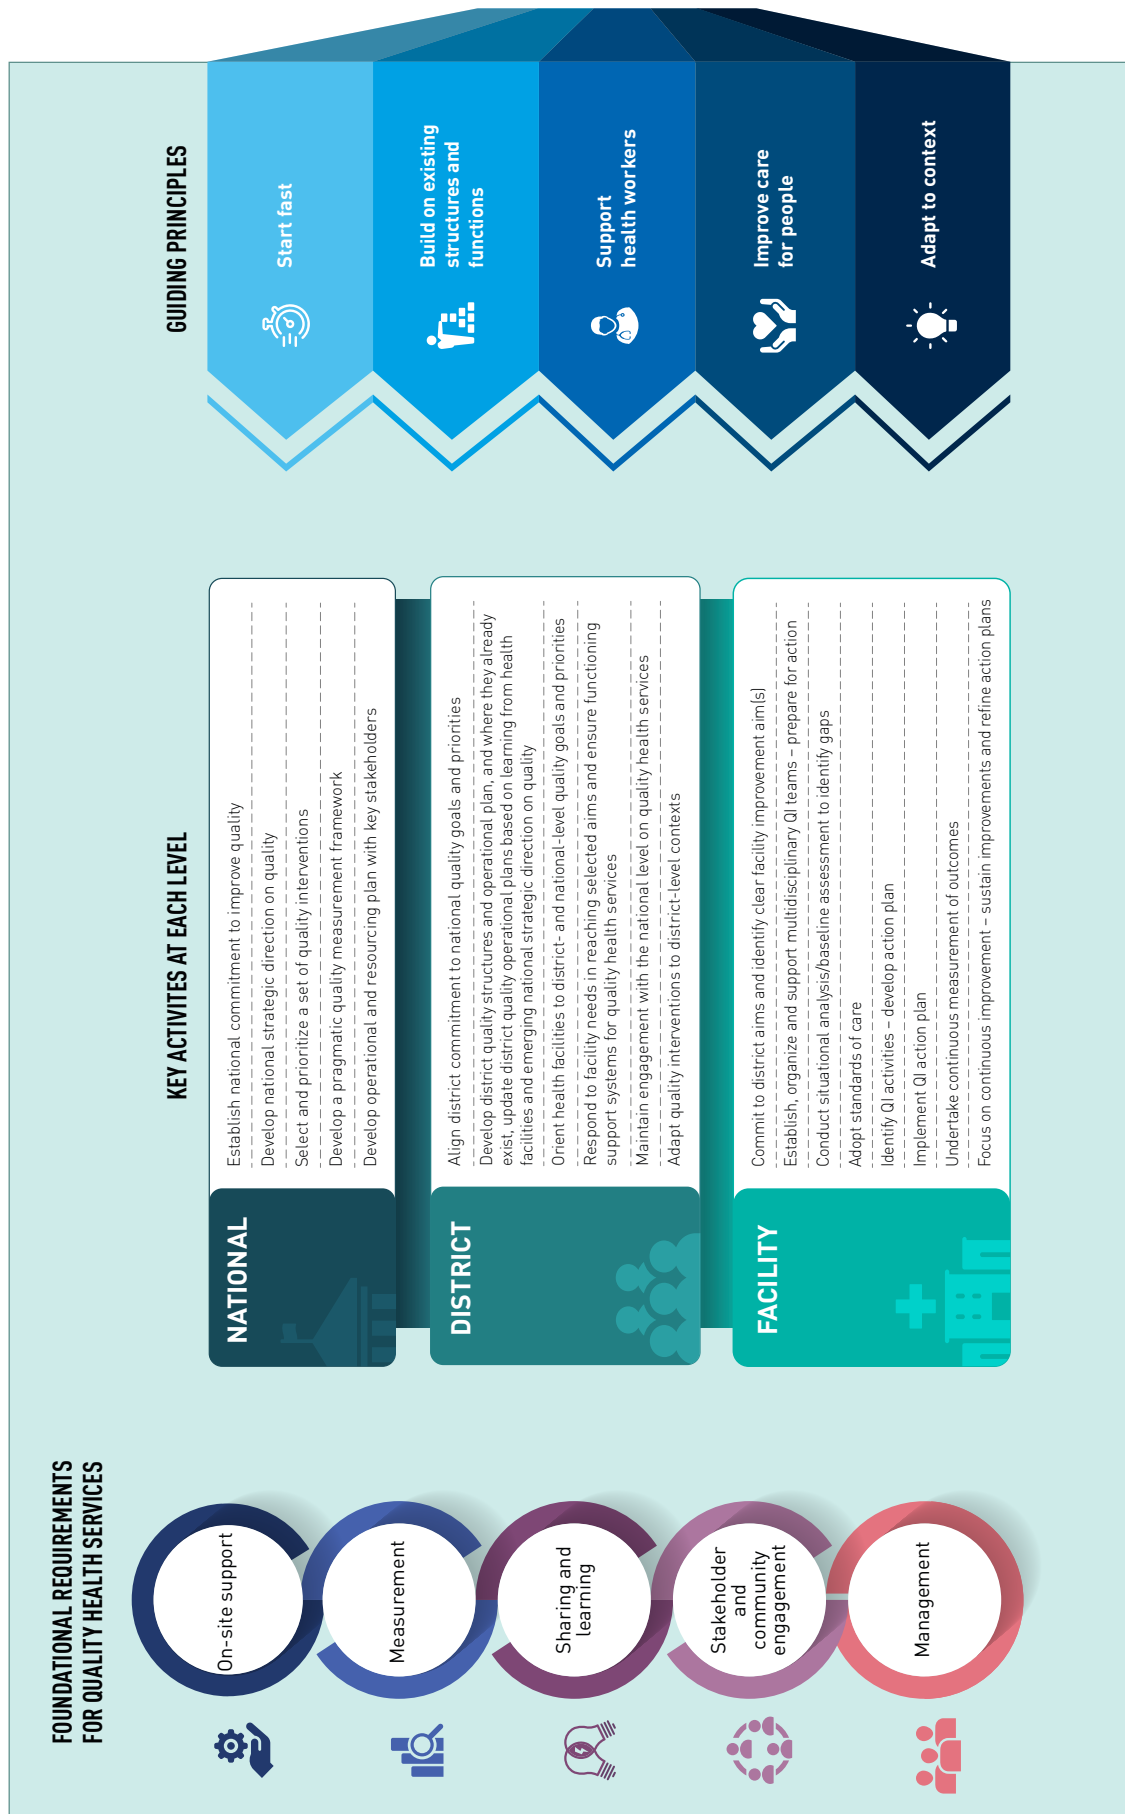 FOUNDATIONAL REQUIREMENTS
FOR QUALITY HEALTH SERVICES
On-site support
Measurement
Sharing and
learning
Stakeholder
and
community
engagement
Management
KEY ACTIVITES AT EACH LEVEL
NATIONAL
Establish national commitment to improve quality
Develop national strategic direction on quality
Select and prioritize a set of quality interventions
Develop a pragmatic quality measurement framework
Develop operational and resourcing plan with key stakeholders
DISTRICT
Align district commitment to national quality goals and priorities
Develop district quality structures and operational plan, and where they already
exist, update district quality operational plans based on learning from health
facilities and emerging national strategic direction on quality
Orient health facilities to district- and national-level quality goals and priorities
Respond to facility needs in reaching selected aims and ensure functioning
support systems for quality health services
Maintain engagement with the national level on quality health services
Adapt quality interventions to district-level contexts
FACILITY
Commit to district aims and identify clear facility improvement aim(s)
Establish, organize and support multidisciplinary QI teams – prepare for action
Conduct situational analysis/baseline assessment to identify gaps
Adopt standards of care
Identify QI activities – develop action plan
Implement QI action plan
Undertake continuous measurement of outcomes
Focus on continuous improvement – sustain improvements and refine action plans
GUIDING PRINCIPLES
Start fast
Build on existing
structures and
functions
Support
health workers
Improve care
for people
Adapt to context